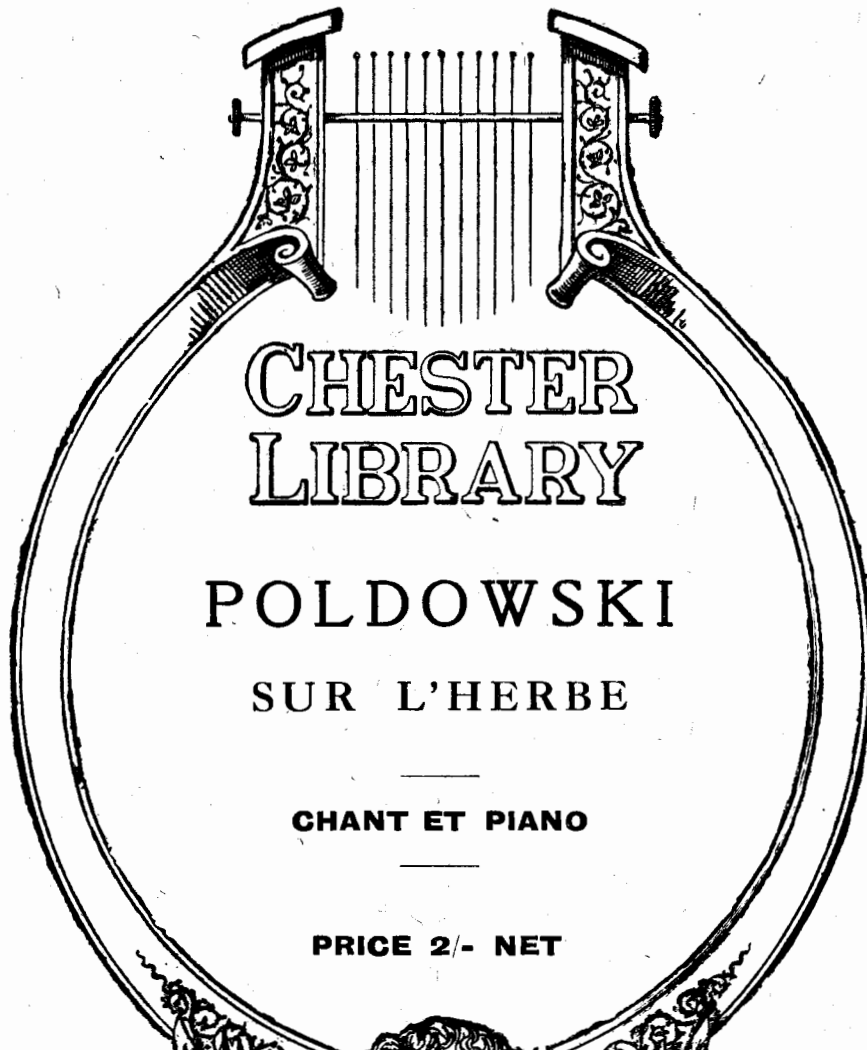 CHESTER
LIBRARY
POLDOWSKI
SUR L'HERBE
CHANT ET PIANO
PRICE 2/- NET